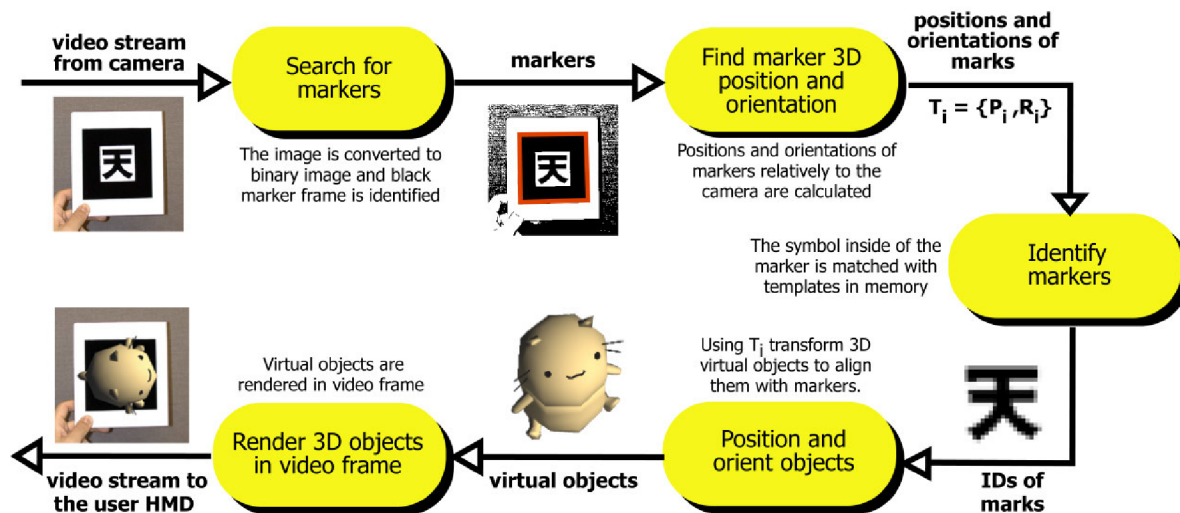 video stream
from camera
Search for
markers
The image is converted to
binary image and black
marker frame is identified
天
markers
天
Find marker 3D
position and
orientation
Positions and orientations of
markers relatively to the
camera are calculated
positions and
orientations of
marks
Ti = {Pi ,Ri}
Identify
markers
The symbol inside of the
marker is matched with
templates in memory
天
IDs of
marks
Using Ti transform 3D
virtual objects to align
them with markers.
Position and
orient objects
virtual objects
Virtual objects are
rendered in video frame
Render 3D objects
in video frame
video stream to
the user HMD